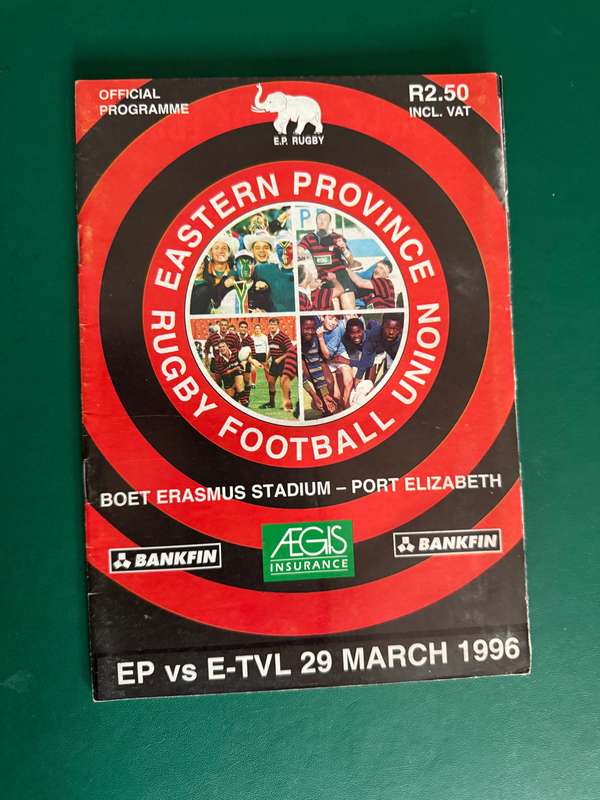 OFFICIAL
PROGRAMME
R2.50
INCL. VAT
E.P. RUGBY
EASTERN PROVINCE
RUGBY FOOTBALL UNION
BOET ERASMUS STADIUM – PORT ELIZABETH
BANKFIN
ÆGIS
INSURANCE
BANKFIN
EP vs E-TVL 29 MARCH 1996